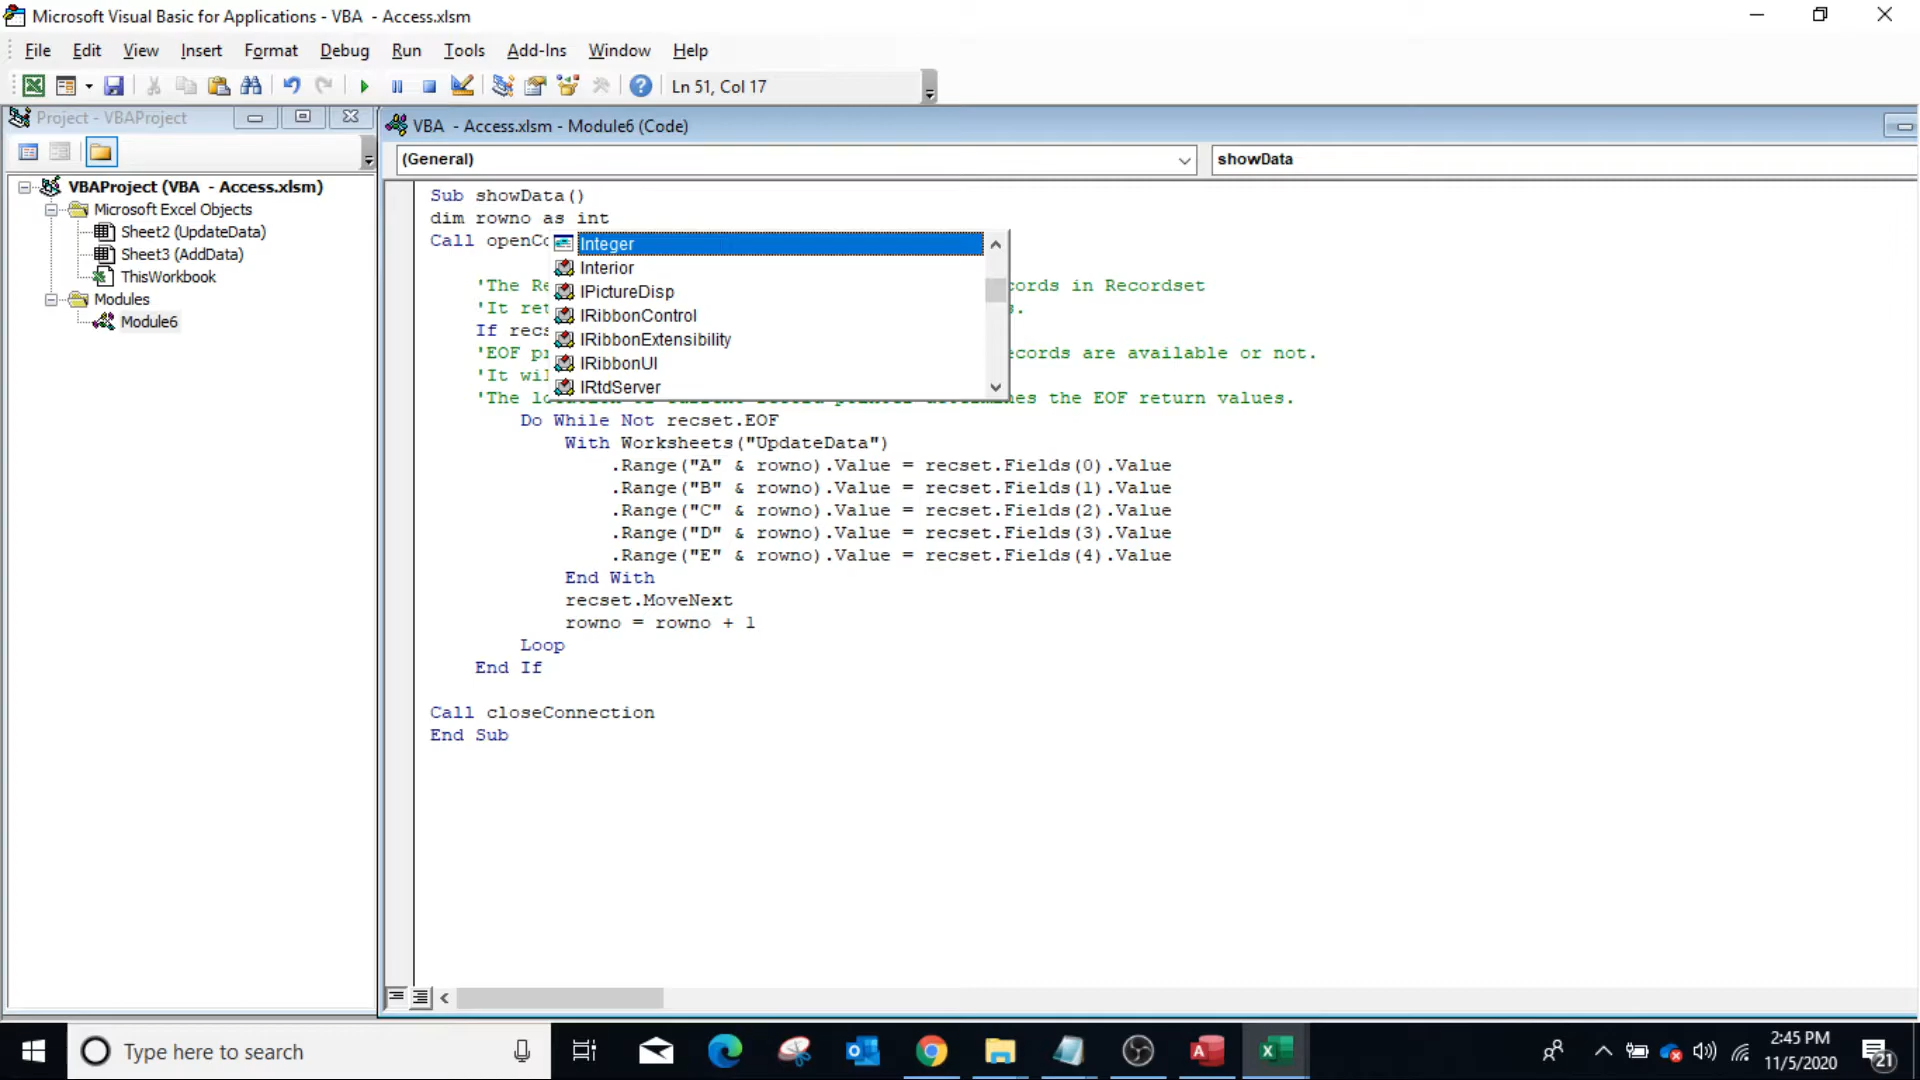 Microsoft Visual Basic for Applications - VBA - Access.xlsm
File Edit View Insert Format Debug Run Tools Add-Ins Window Help
Ln 51, Col 17
Project - VBAProject
VBAProject (VBA - Access.xlsm)
Microsoft Excel Objects
Sheet2 (UpdateData)
Sheet3 (AddData)
ThisWorkbook
Modules
Module6
VBA - Access.xlsm - Module6 (Code)
(General) showData
Sub showData()
dim rowno as int
Call openCo
Integer
Interior
IPictureDisp
IRibbonControl
IRibbonExtensibility
IRibbonUI
IRtdServer
'The Re cords in Recordset
'It ret s.
If recs
'EOF pr ecords are available or not.
'It wil
'The the EOF return values.
Do While Not recset.EOF
With Worksheets("UpdateData")
.Range("A" & rowno).Value = recset.Fields(0).Value
.Range("B" & rowno).Value = recset.Fields(1).Value
.Range("C" & rowno).Value = recset.Fields(2).Value
.Range("D" & rowno).Value = recset.Fields(3).Value
.Range("E" & rowno).Value = recset.Fields(4).Value
End With
recset.MoveNext
rowno = rowno + 1
Loop
End If
Call closeConnection
End Sub
Type here to search
2:45 PM
11/5/2020
21